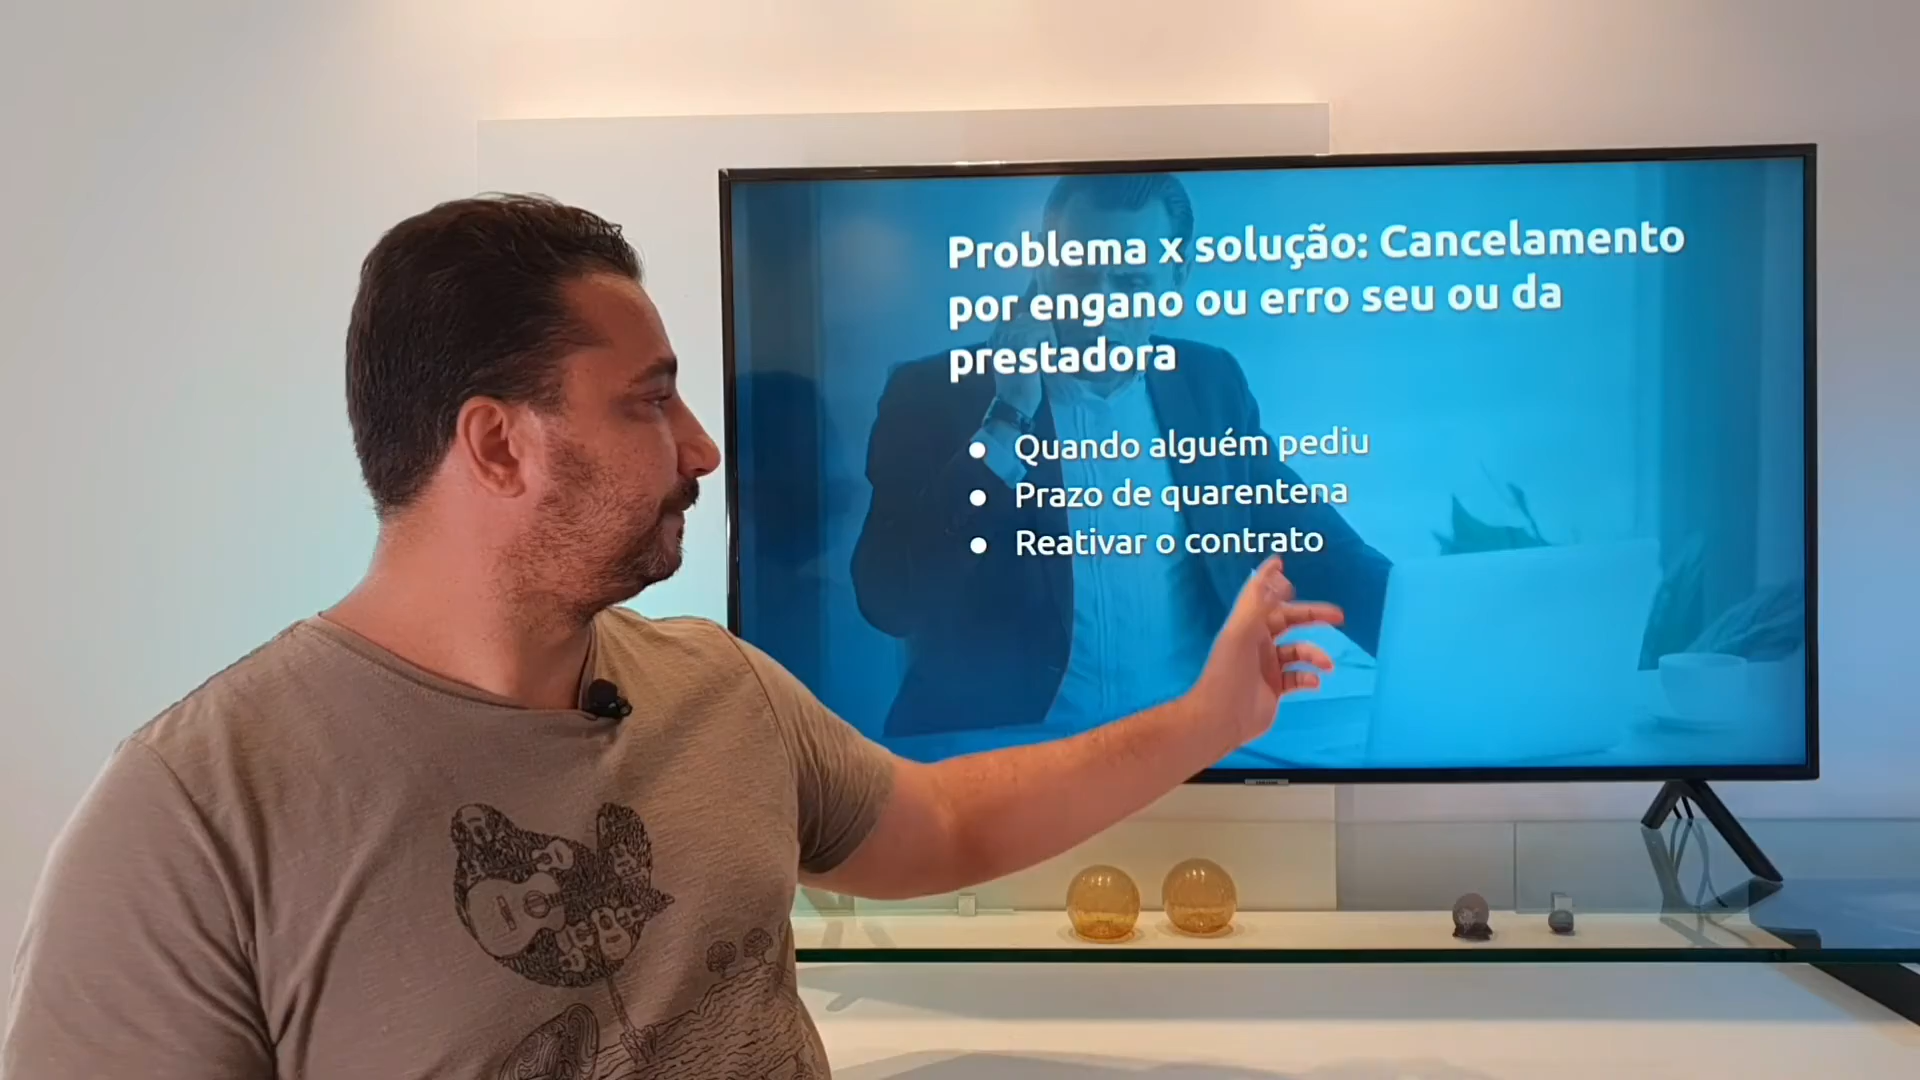 Problema x solução: Cancelamento
por engano ou erro seu ou da
prestadora
● Quando alguém pediu
● Prazo de quarentena
● Reativar o contrato